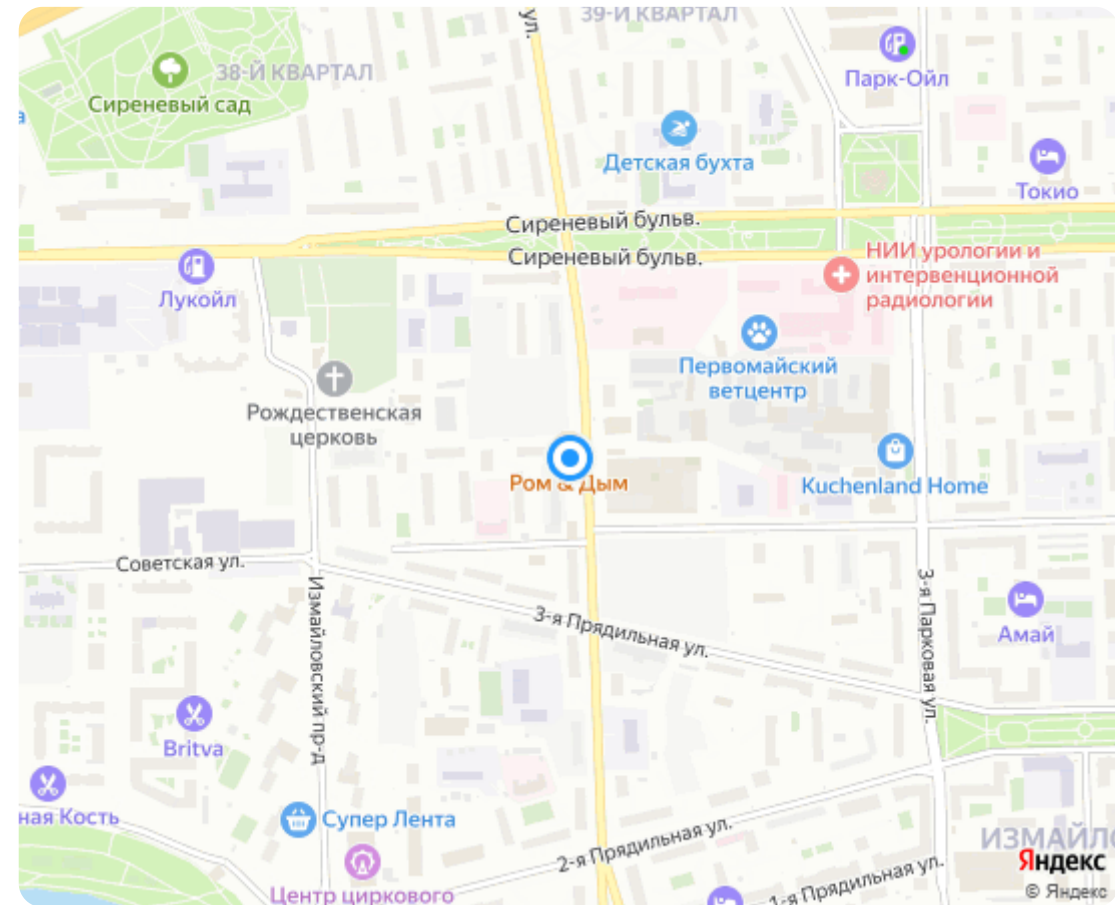 ул.
39-Й КВАРТАЛ
38-Й КВАРТАЛ
Парк-Ойл
Сиреневый сад
а
Детская бухта
Токио
Сиреневый бульв.
Сиреневый бульв.
НИИ урологии и
интервенционной
радиологии
Лукойл
Первомайский
ветцентр
Рождественская
церковь
Ром & Дым
Kuchenland Home
Советская ул.
Измайловский пр-д
3-я Прядильная ул.
3-я Парковая ул.
Амай
Britva
ная Кость
Супер Лента
2-я Прядильная ул.
ИЗМАЙЛО
Яндекс
1-я Прядильная ул.
Центр циркового
© Яндекс